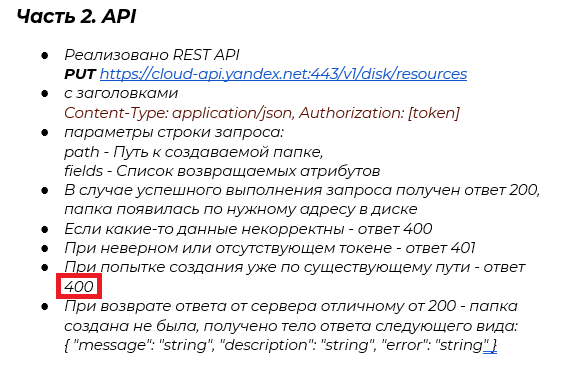 Часть 2. API
● Реализовано REST API
PUT https://cloud-api.yandex.net:443/v1/disk/resources
● с заголовками
Content-Type: application/json, Authorization: [token]
● параметры строки запроса:
path - Путь к создаваемой папке,
fields - Список возвращаемых атрибутов
● В случае успешного выполнения запроса получен ответ 200,
папка появилась по нужному адресу в диске
● Если какие-то данные некорректны - ответ 400
● При неверном или отсутствующем токене - ответ 401
● При попытке создания уже по существующему пути - ответ
400
● При возврате ответа от сервера отличному от 200 - папка
создана не была, получено тело ответа следующего вида:
{ "message": "string", "description": "string", "error": "string" }